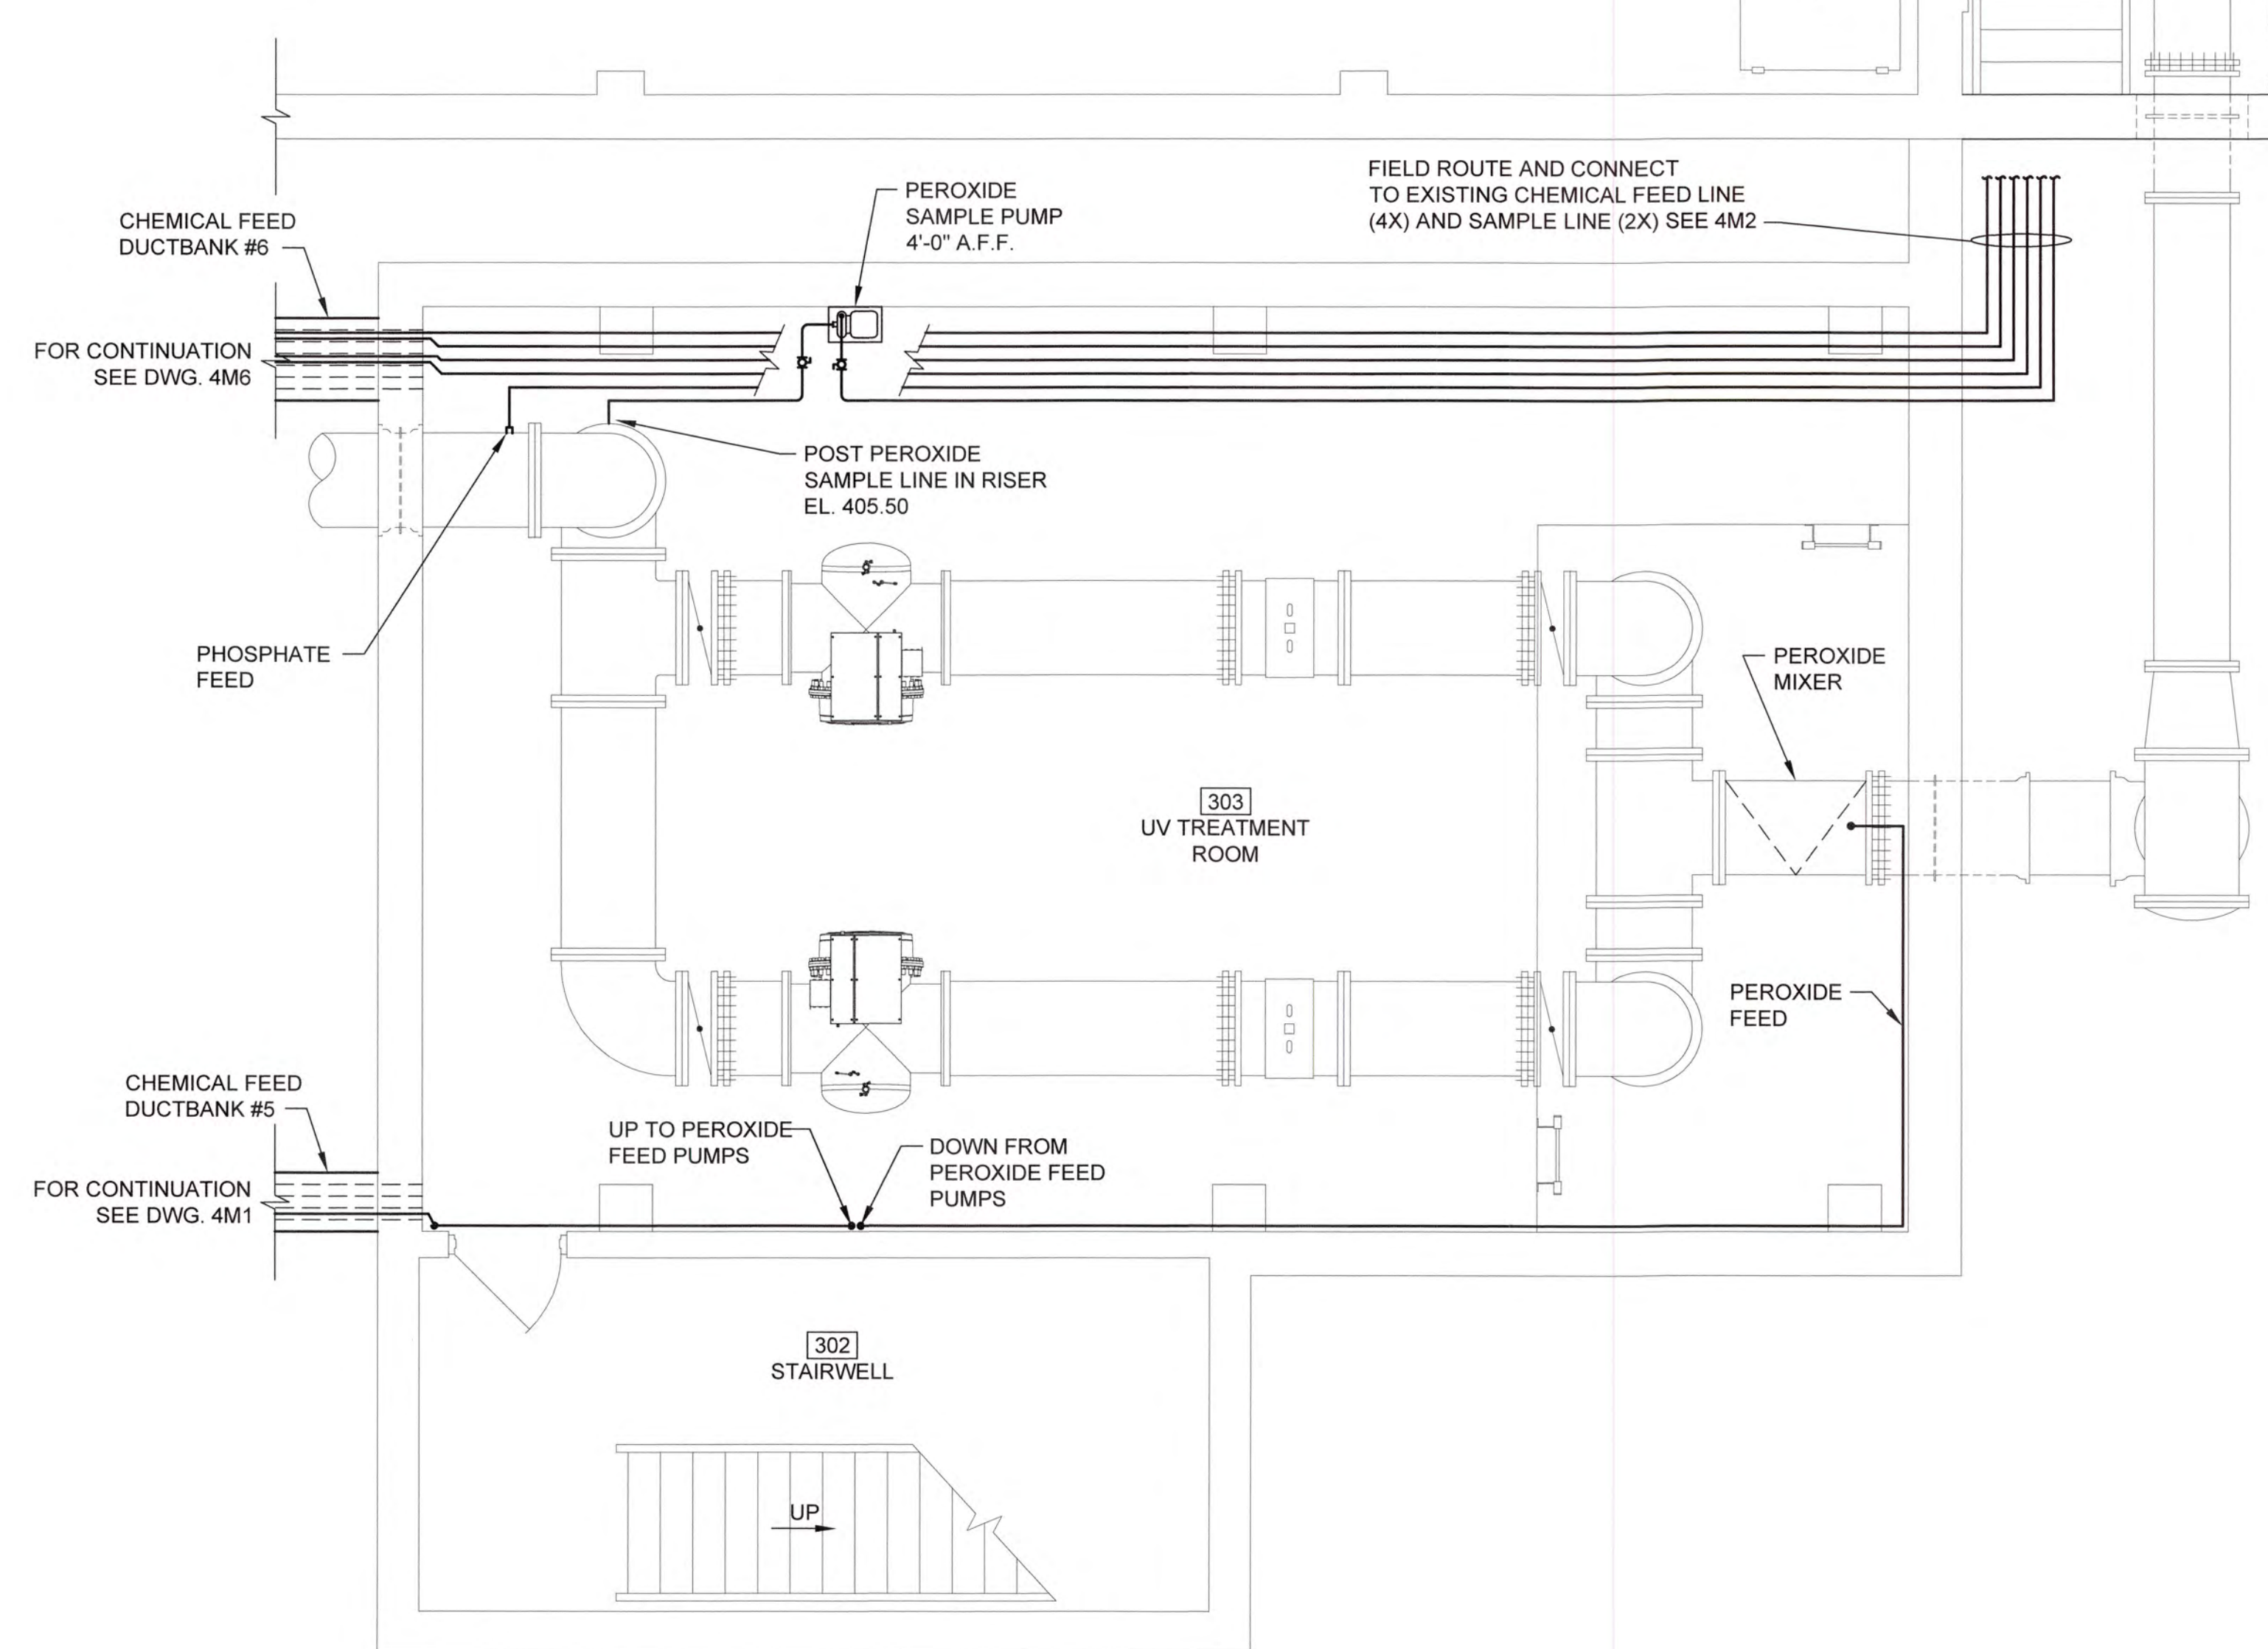 PEROXIDE
SAMPLE PUMP
4'-0" A.F.F.
FIELD ROUTE AND CONNECT
TO EXISTING CHEMICAL FEED LINE
(4X) AND SAMPLE LINE (2X) SEE 4M2
CHEMICAL FEED
DUCTBANK #6
FOR CONTINUATION
SEE DWG. 4M6
POST PEROXIDE
SAMPLE LINE IN RISER
EL. 405.50
PHOSPHATE
FEED
PEROXIDE
MIXER
303
UV TREATMENT
ROOM
PEROXIDE
FEED
CHEMICAL FEED
DUCTBANK #5
FOR CONTINUATION
SEE DWG. 4M1
UP TO PEROXIDE
FEED PUMPS
DOWN FROM
PEROXIDE FEED
PUMPS
302
STAIRWELL
UP